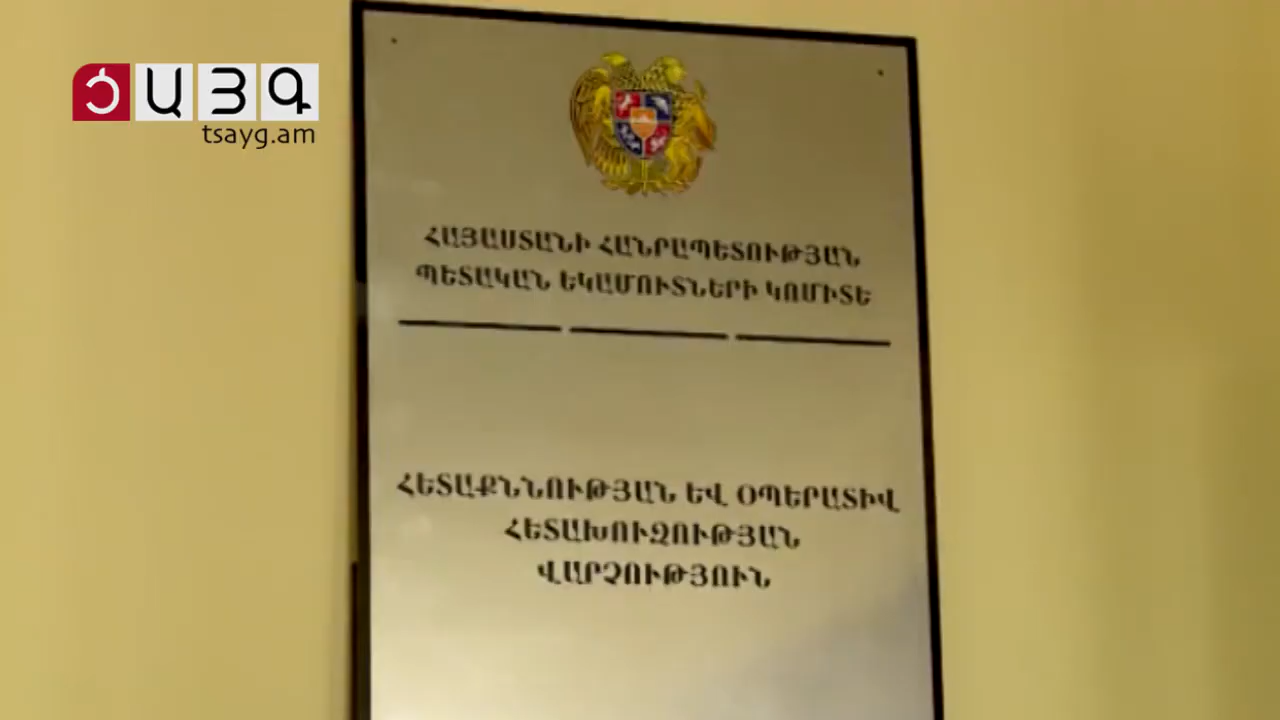 ԾԱՅԳ
tsayg.am
ՀԱՅԱՍՏԱՆԻ ՀԱՆՐԱՊԵՏՈՒԹՅԱՆ
ՊԵՏԱԿԱՆ ԵԿԱՄՈՒՏՆԵՐԻ ԿՈՄԻՏԵ
ՀԵՏԱՔՆՆՈՒԹՅԱՆ ԵՎ ՕՊԵՐԱՏԻՎ
ՀԵՏԱԽՈՒԶՈՒԹՅԱՆ
ՎԱՐՉՈՒԹՅՈՒՆ